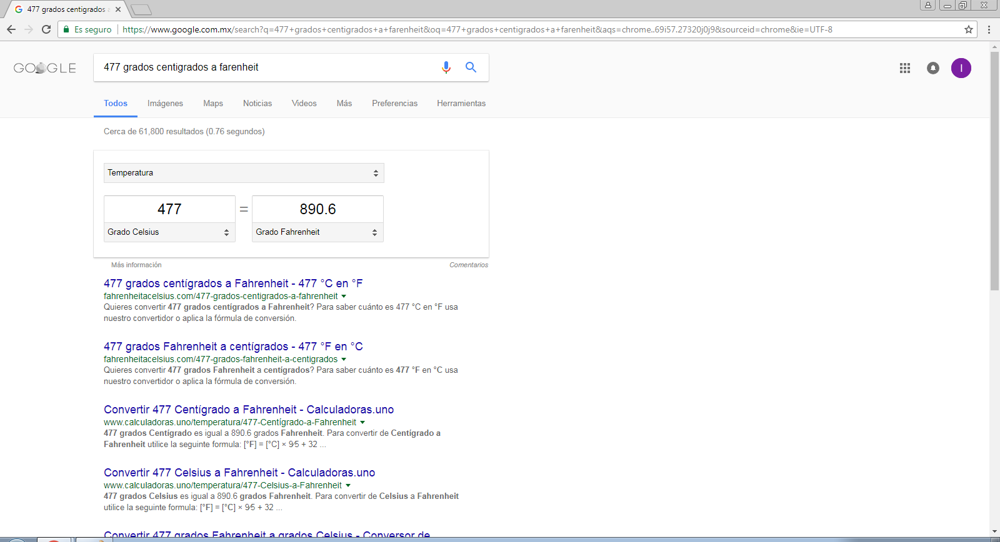 477 grados centigrados a
Es seguro
https://www.google.com.mx/search?q=477+grados+centigrados+a+farenheit&oq=477+grados+centigrados+a+farenheit&aqs=chrome..69i57.27320j0j9&sourceid=chrome&ie=UTF-8
GOOGLE
477 grados centigrados a farenheit
I
Todos Imágenes Maps Noticias Videos Más Preferencias Herramientas
Cerca de 61,800 resultados (0.76 segundos)
Temperatura
477 = 890.6
Grado Celsius Grado Fahrenheit
Más información Comentarios
477 grados centígrados a Fahrenheit - 477 °C en °F
fahrenheitacelsius.com/477-grados-centigrados-a-fahrenheit
Quieres convertir 477 grados centígrados a Fahrenheit? Para saber cuánto es 477 °C en °F usa
nuestro convertidor o aplica la fórmula de conversión.
477 grados Fahrenheit a centígrados - 477 °F en °C
fahrenheitacelsius.com/477-grados-fahrenheit-a-centigrados
Quieres convertir 477 grados Fahrenheit a centígrados? Para saber cuánto es 477 °F en °C usa
nuestro convertidor o aplica la fórmula de conversión.
Convertir 477 Centígrado a Fahrenheit - Calculadoras.uno
www.calculadoras.uno/temperatura/477-Centígrado-a-Fahrenheit
477 grados Centígrado es igual a 890.6 grados Fahrenheit. Para convertir de Centígrado a
Fahrenheit utilice la seguinte formula: [°F] = [°C] × 9⁄5 + 32 ...
Convertir 477 Celsius a Fahrenheit - Calculadoras.uno
www.calculadoras.uno/temperatura/477-Celsius-a-Fahrenheit
477 grados Celsius es igual a 890.6 grados Fahrenheit. Para convertir de Celsius a Fahrenheit
utilice la seguinte formula: [°F] = [°C] × 9⁄5 + 32 ...
Convertir 477 grados Fahrenheit a grados Celsius - Conversor de